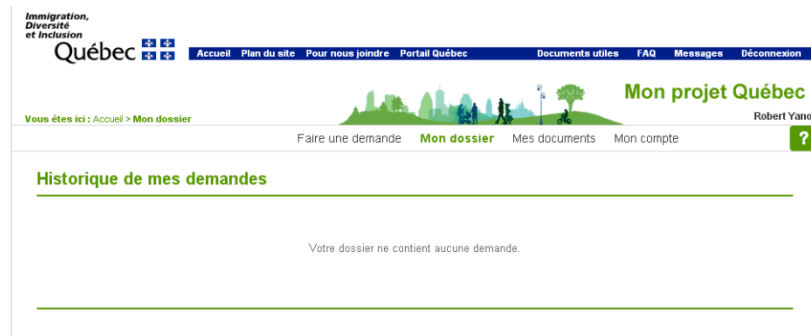 Immigration,
Diversité
et Inclusion
Québec
Accueil Plan du site Pour nous joindre Portail Québec Documents utiles FAQ Messages Déconnexion
Mon projet Québec
Vous êtes ici : Accueil > Mon dossier
Robert Yano
Faire une demande Mon dossier Mes documents Mon compte ?
Historique de mes demandes
Votre dossier ne contient aucune demande.